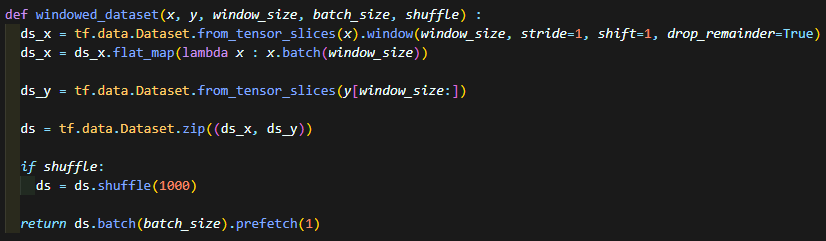 def windowed_dataset(x, y, window_size, batch_size, shuffle) :
  ds_x = tf.data.Dataset.from_tensor_slices(x).window(window_size, stride=1, shift=1, drop_remainder=True)
  ds_x = ds_x.flat_map(lambda x : x.batch(window_size))

  ds_y = tf.data.Dataset.from_tensor_slices(y[window_size:])

  ds = tf.data.Dataset.zip((ds_x, ds_y))

  if shuffle:
    ds = ds.shuffle(1000)

  return ds.batch(batch_size).prefetch(1)